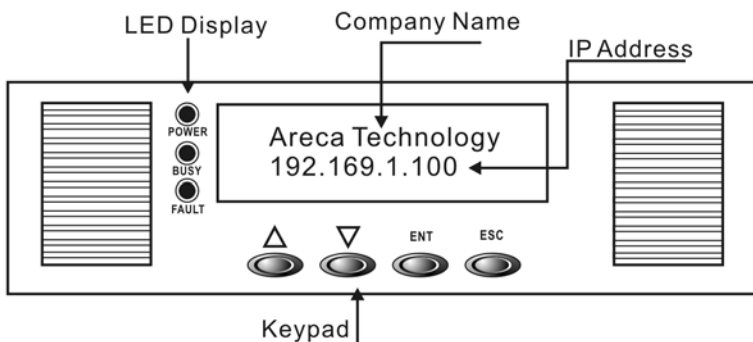 LED Display
Company Name
IP Address
POWER
BUSY
FAULT
Areca Technology
192.169.1.100
ENT
ESC
Keypad